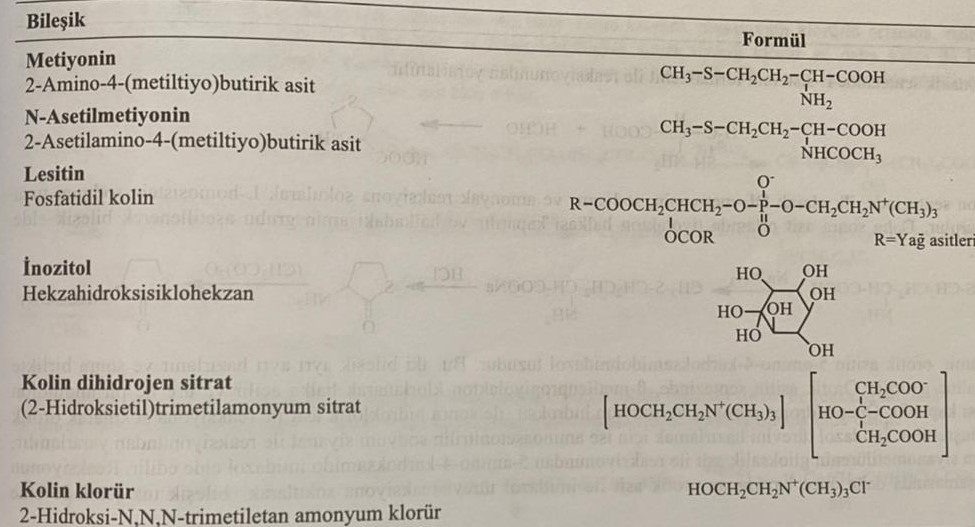 Bileşik
Formül
Metiyonin
2-Amino-4-(metiltiyo)butirik asit
CH₃-S-CH₂CH₂-CH-COOH
NH₂
N-Asetilmetiyonin
2-Asetilamino-4-(metiltiyo)butirik asit
CH₃-S-CH₂CH₂-CH-COOH
NHCOCH₃
Lesitin
Fosfatidil kolin
O⁻
R-COOCH₂CHCH₂-O-P-O-CH₂CH₂N⁺(CH₃)₃
OCOR O
R=Yağ asitleri
İnozitol
Hekzahidroksisiklohekzan
HO OH
OH
HO OH
HO
OH
Kolin dihidrojen sitrat
(2-Hidroksietil)trimetilamonyum sitrat
CH₂COO⁻
[HOCH₂CH₂N⁺(CH₃)₃] HO-C-COOH
CH₂COOH
Kolin klorür
2-Hidroksi-N,N,N-trimetiletan amonyum klorür
HOCH₂CH₂N⁺(CH₃)₃Cl⁻